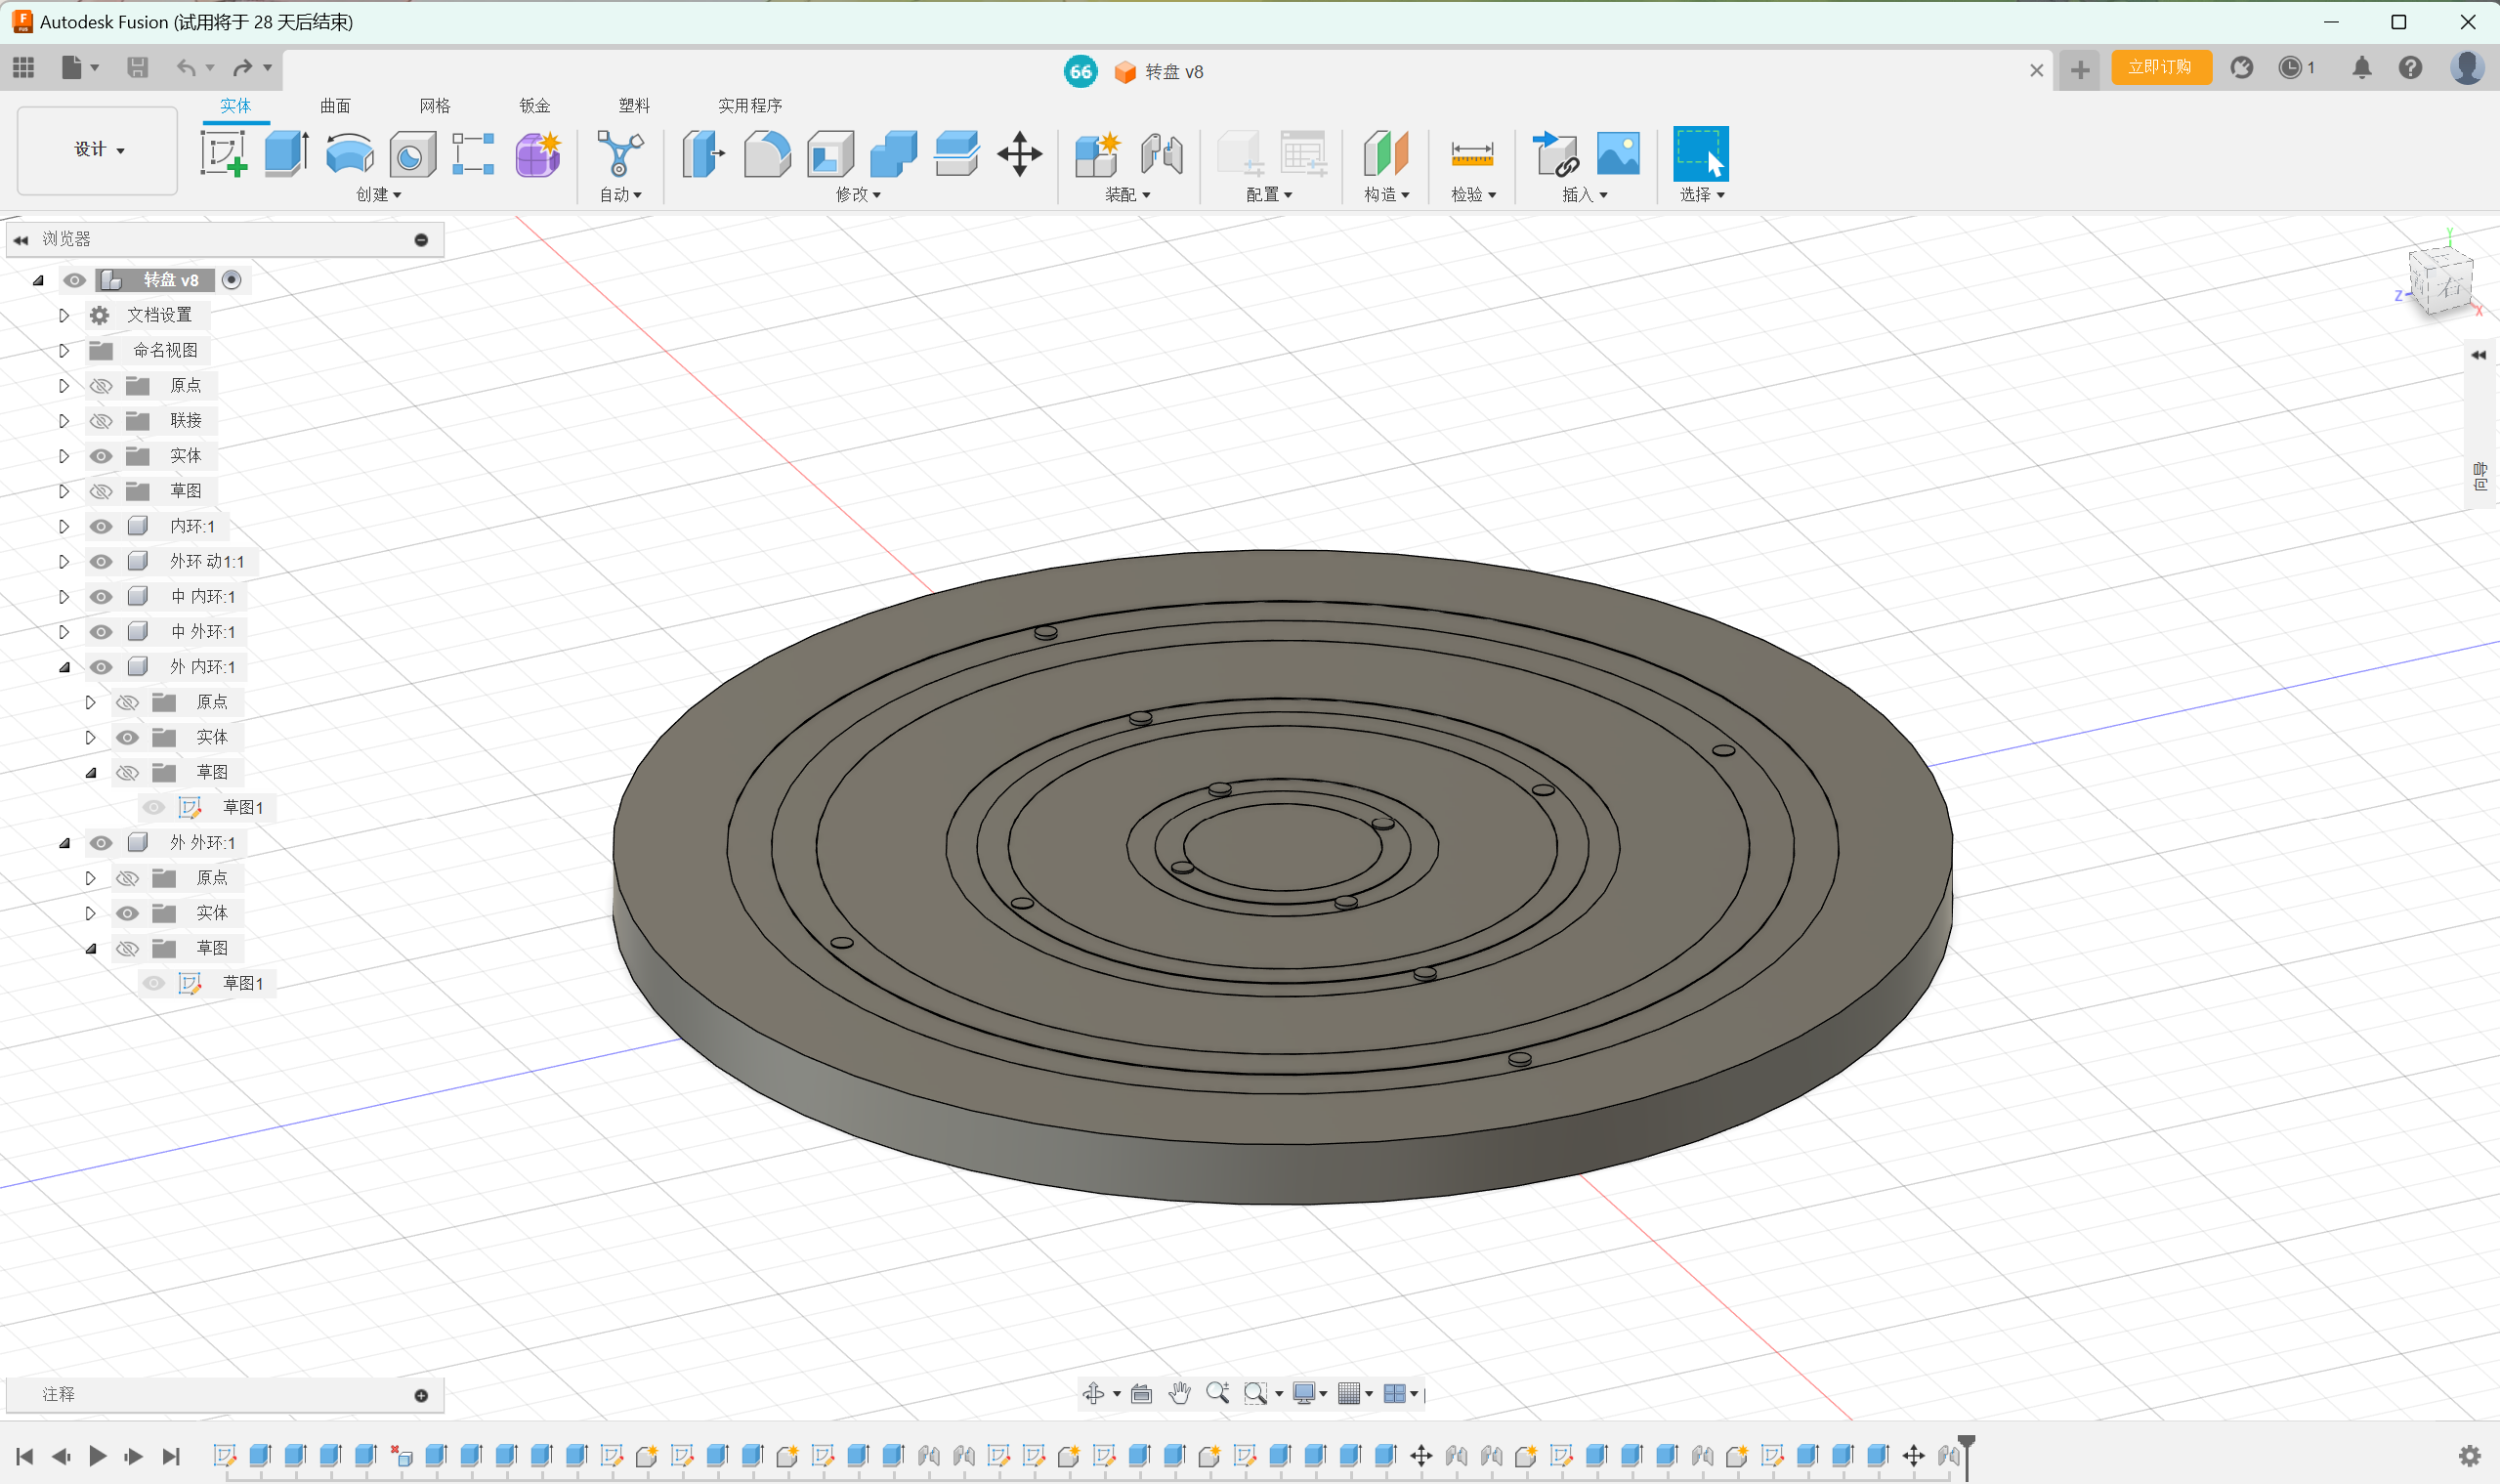 Autodesk Fusion (试用将于 28 天后结束)
66 转盘 v8
立即订购
1
设计
实体 曲面 网格 钣金 塑料 实用程序
创建 自动 修改 装配 配置 构造 检验 插入 选择
浏览器
转盘 v8
文档设置
命名视图
原点
联接
实体
草图
内环:1
外环 动1:1
中 内环:1
中 外环:1
外 内环:1
原点
实体
草图
草图1
外 外环:1
原点
实体
草图
草图1
Y
Z
X
右
注释